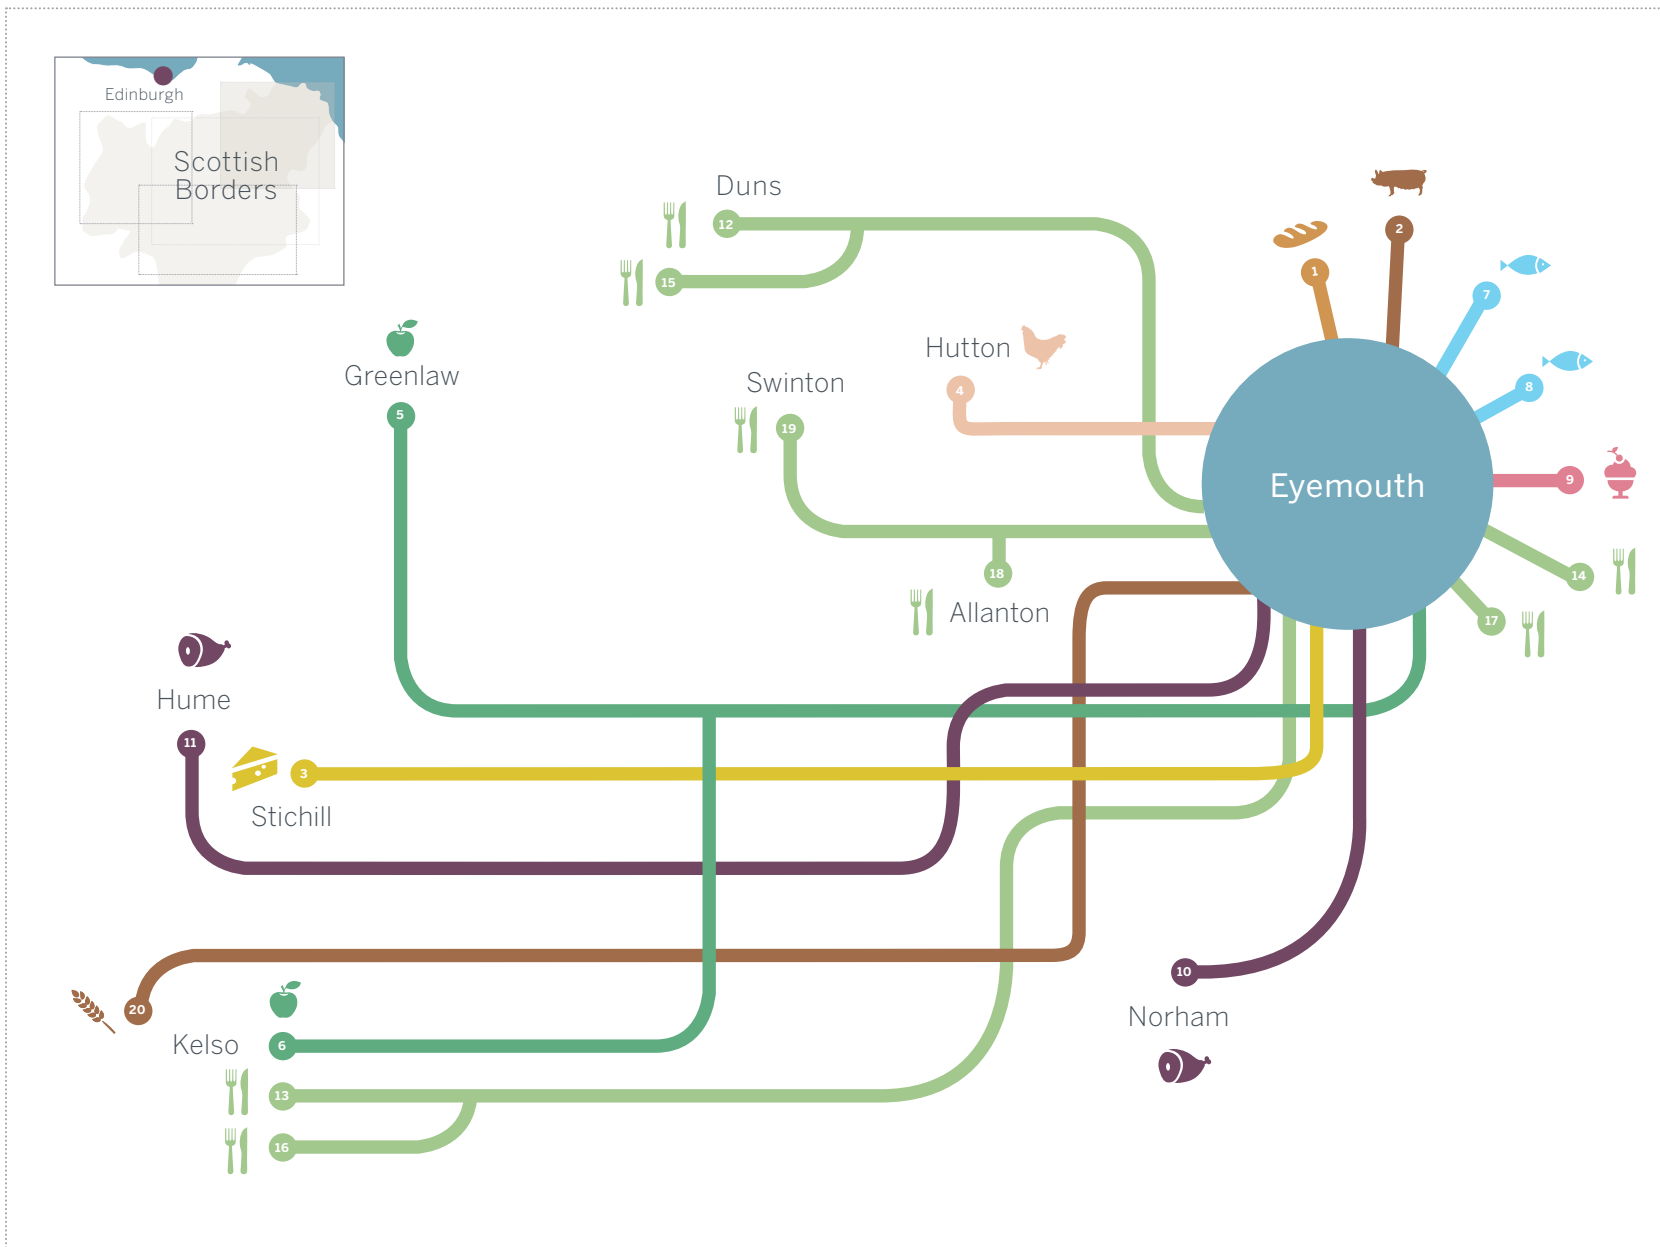 Edinburgh
Scottish
Borders
Duns
12
15
2
1
7
Hutton
4
8
Greenlaw
5
Swinton
19
9
Eyemouth
18
Allanton
14
17
Hume
11
3
Stichill
20
Kelso
6
13
16
10
Norham